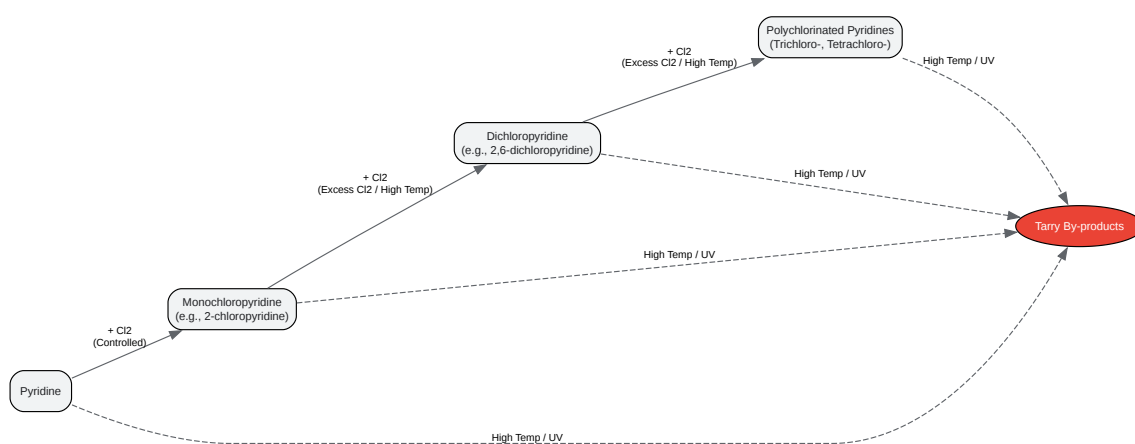 Polychlorinated Pyridines
(Trichloro-, Tetrachloro-)
+ Cl2
(Excess Cl2 / High Temp)
High Temp / UV
Dichloropyridine
(e.g., 2,6-dichloropyridine)
+ Cl2
(Excess Cl2 / High Temp)
High Temp / UV
Tarry By-products
High Temp / UV
Monochloropyridine
(e.g., 2-chloropyridine)
+ Cl2
(Controlled)
Pyridine
High Temp / UV